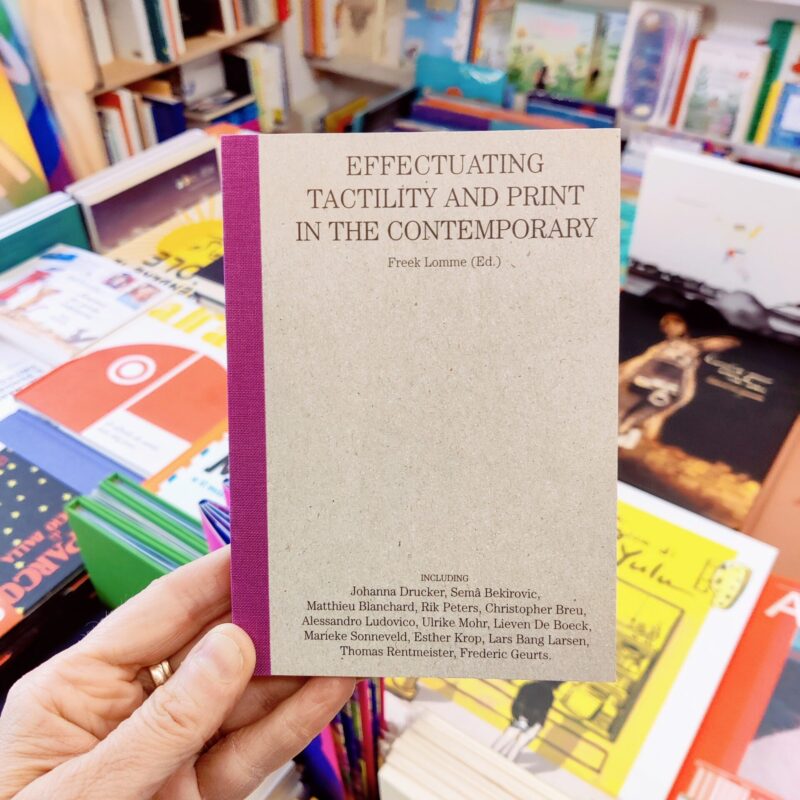 EFFECTUATING
TACTILITY AND PRINT
IN THE CONTEMPORARY
Freek Lomme (Ed.)
INCLUDING
Johanna Drucker, Semâ Bekirovic,
Matthieu Blanchard, Rik Peters, Christopher Breu,
Alessandro Ludovico, Ulrike Mohr, Lieven De Boeck,
Marieke Sonneveld, Esther Krop, Lars Bang Larsen,
Thomas Rentmeister, Frederic Geurts.
Yulu